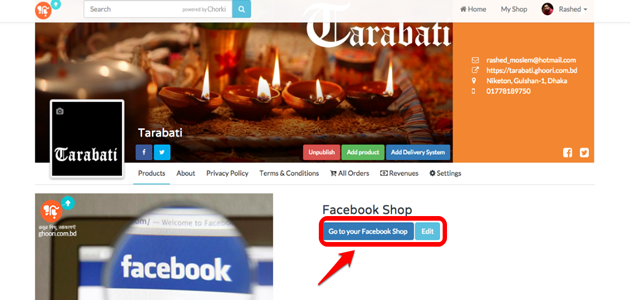 Search
powered by Chorki
Home
My Shop
Rashed
Tarabati
rashed_moslem@hotmail.com
https://tarabati.ghoori.com.bd
Niketon, Gulshan-1, Dhaka
01778189750
Tarabati
Tarabati
Unpublish
Add product
Add Delivery System
Products
About
Privacy Policy
Terms & Conditions
All Orders
Revenues
Settings
ghoori.com.bd
om/
Welcome to Facebook
facebook
Facebook Shop
Go to your Facebook Shop
Edit